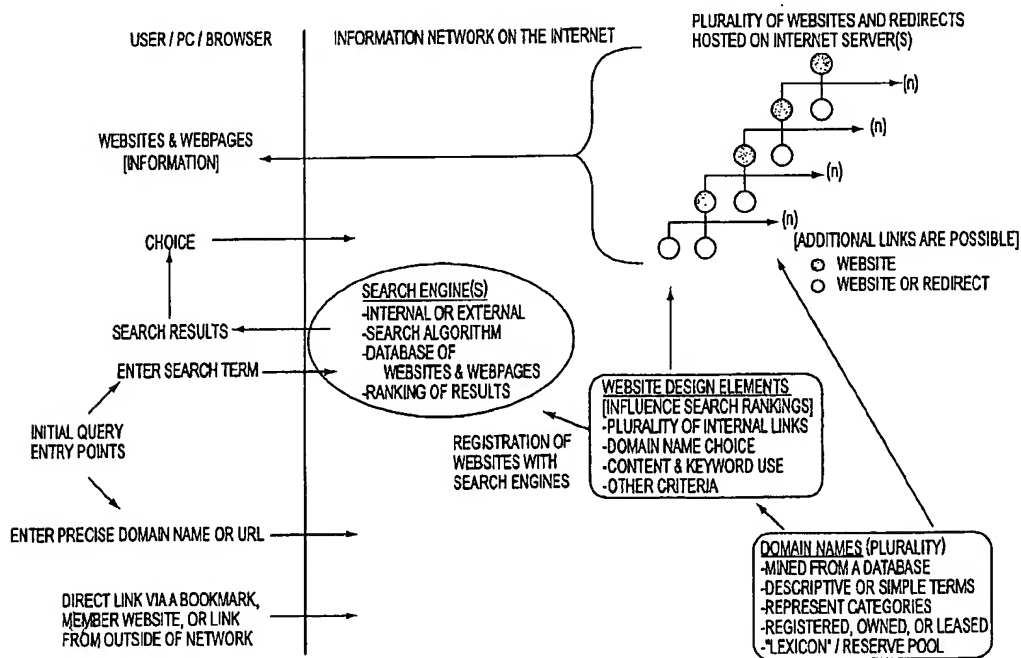 USER / PC / BROWSER
INFORMATION NETWORK ON THE INTERNET
PLURALITY OF WEBSITES AND REDIRECTS
HOSTED ON INTERNET SERVER(S)
(n)
(n)
(n)
(n)
WEBSITES & WEBPAGES
[INFORMATION]
[ADDITIONAL LINKS ARE POSSIBLE]
WEBSITE
WEBSITE OR REDIRECT
CHOICE
SEARCH RESULTS
ENTER SEARCH TERM
SEARCH ENGINE(S)
-INTERNAL OR EXTERNAL
-SEARCH ALGORITHM
-DATABASE OF
WEBSITES & WEBPAGES
-RANKING OF RESULTS
WEBSITE DESIGN ELEMENTS
[INFLUENCE SEARCH RANKINGS]
-PLURALITY OF INTERNAL LINKS
-DOMAIN NAME CHOICE
-CONTENT & KEYWORD USE
-OTHER CRITERIA
INITIAL QUERY
ENTRY POINTS
REGISTRATION OF
WEBSITES WITH
SEARCH ENGINES
ENTER PRECISE DOMAIN NAME OR URL
DIRECT LINK VIA A BOOKMARK,
MEMBER WEBSITE, OR LINK
FROM OUTSIDE OF NETWORK
DOMAIN NAMES (PLURALITY)
-MINED FROM A DATABASE
-DESCRIPTIVE OR SIMPLE TERMS
-REPRESENT CATEGORIES
-REGISTERED, OWNED, OR LEASED
-"LEXICON" / RESERVE POOL